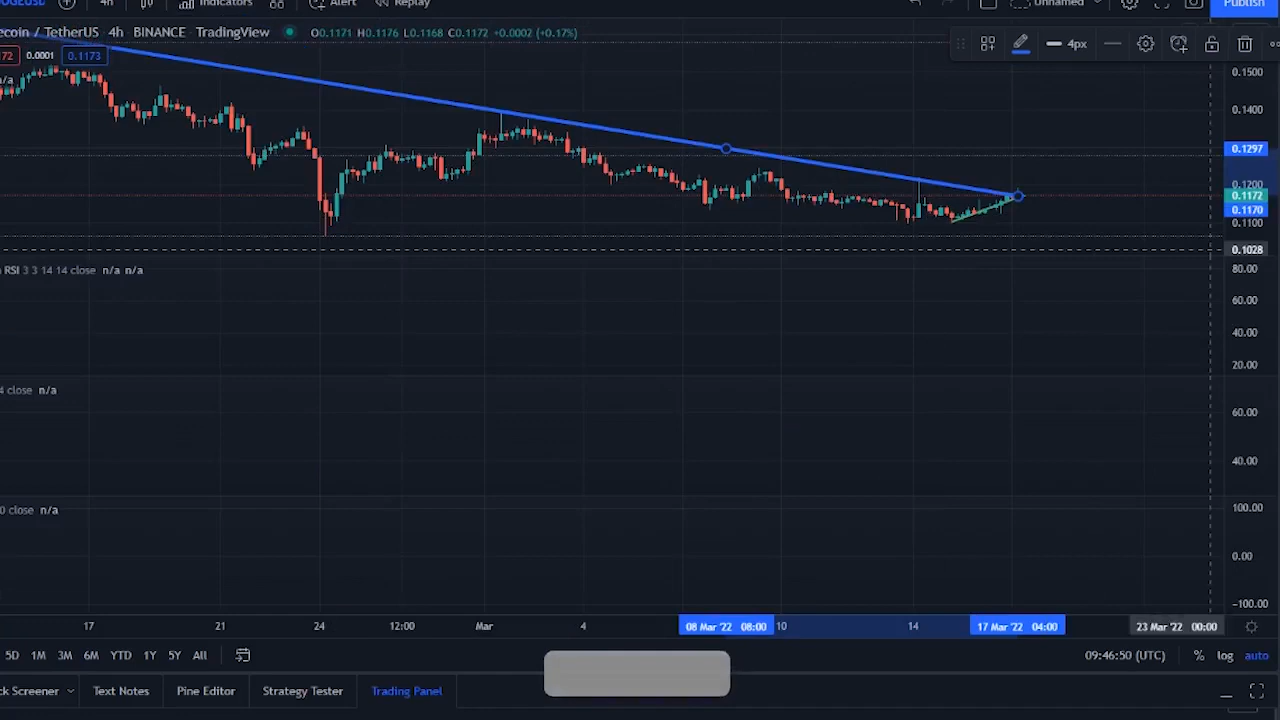 DOGEUSD 4h Indicators Alert Replay Unnamed Publish
ecoin / TetherUS 4h BINANCE TradingView O0.1171 H0.1176 L0.1168 C0.1172 +0.0002 (+0.17%)
72 0.0001 0.1173
4px
n/a
0.1500
0.1400
0.1297
0.1200
0.1172
0.1170
0.1100
0.1028
RSI 3 3 14 14 close n/a n/a
80.00
60.00
40.00
20.00
4 close n/a
60.00
40.00
0 close n/a
100.00
0.00
−100.00
17 21 24 12:00 Mar 4 08 Mar '22 08:00 10 14 17 Mar '22 04:00 23 Mar '22 00:00
5D 1M 3M 6M YTD 1Y 5Y All 09:46:50 (UTC) % log auto
ck Screener Text Notes Pine Editor Strategy Tester Trading Panel